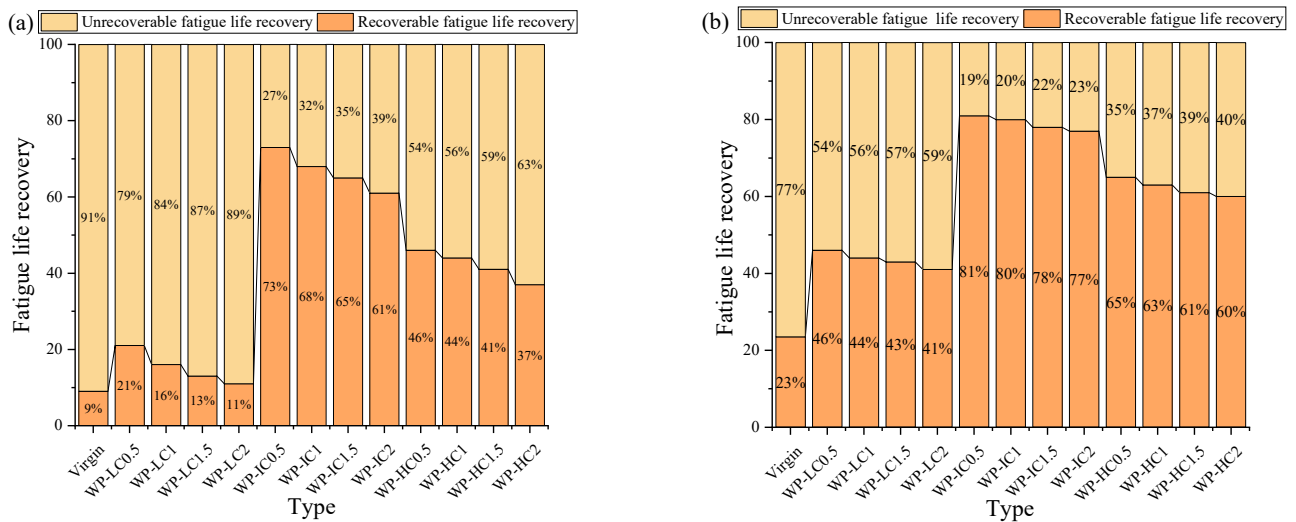 (a)
Unrecoverable fatigue life recovery
Recoverable fatigue life recovery
100
80
60
40
20
0
Fatigue life recovery
91%
79%
84%
87%
89%
27%
32%
35%
39%
54%
56%
59%
63%
9%
21%
16%
13%
11%
73%
68%
65%
61%
46%
44%
41%
37%
Virgin
WP-LC0.5
WP-LC1
WP-LC1.5
WP-LC2
WP-IC0.5
WP-IC1
WP-IC1.5
WP-IC2
WP-HC0.5
WP-HC1
WP-HC1.5
WP-HC2
Type
(b)
Unrecoverable fatigue life recovery
Recoverable fatigue life recovery
100
80
60
40
20
0
Fatigue life recovery
77%
54%
56%
57%
59%
19%
20%
22%
23%
35%
37%
39%
40%
23%
46%
44%
43%
41%
81%
80%
78%
77%
65%
63%
61%
60%
Virgin
WP-LC0.5
WP-LC1
WP-LC1.5
WP-LC2
WP-IC0.5
WP-IC1
WP-IC1.5
WP-IC2
WP-HC0.5
WP-HC1
WP-HC1.5
WP-HC2
Type